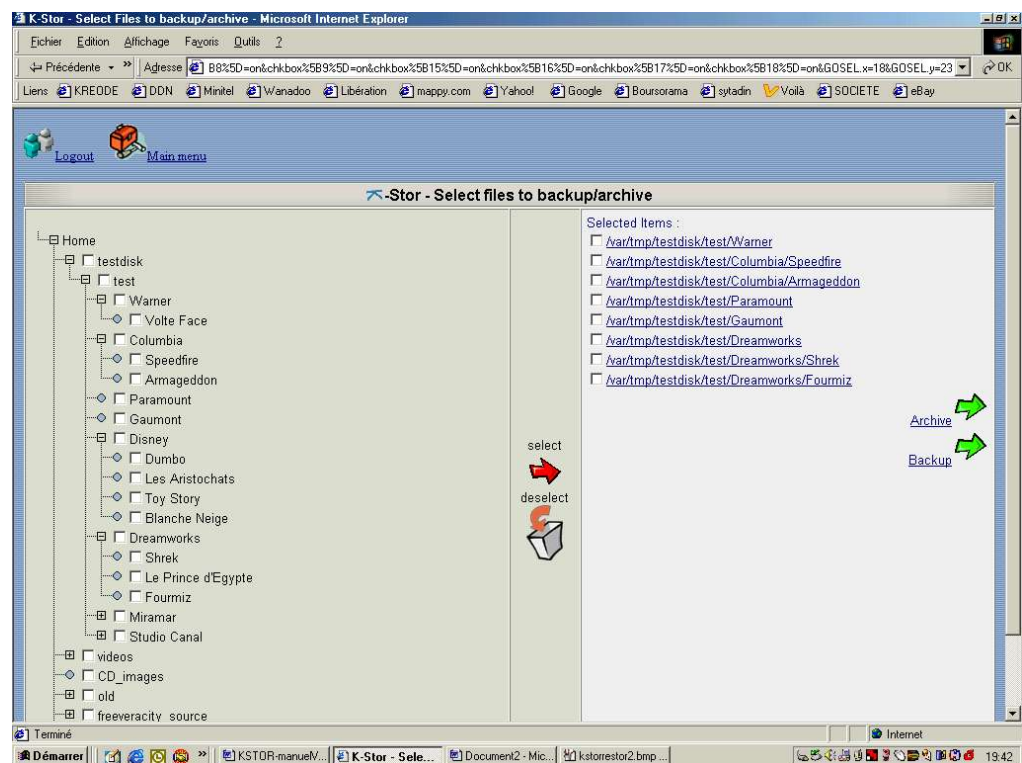 K-Stor - Select Files to backup/archive - Microsoft Internet Explorer
Fichier Edition Affichage Favoris Outils ?
Précédente » Adresse B8%5D=on&chkbox%5B9%5D=on&chkbox%5B15%5D=on&chkbox%5B16%5D=on&chkbox%5B17%5D=on&chkbox%5B18%5D=on&GOSEL.x=18&GOSEL.y=23 OK
Liens KREODE DDN Minitel Wanadoo Libération mappy.com Yahoo! Google Boursorama sytadin Voilà SOCIETE eBay
Logout Main menu
K-Stor - Select files to backup/archive
Home
testdisk
test
Warner
Volte Face
Columbia
Speedfire
Armageddon
Paramount
Gaumont
Disney
Dumbo
Les Aristochats
Toy Story
Blanche Neige
Dreamworks
Shrek
Le Prince d'Egypte
Fourmiz
Miramar
Studio Canal
videos
CD_images
old
freeveracity_source
select
deselect
Selected Items :
/var/tmp/testdisk/test/Warner
/var/tmp/testdisk/test/Columbia/Speedfire
/var/tmp/testdisk/test/Columbia/Armageddon
/var/tmp/testdisk/test/Paramount
/var/tmp/testdisk/test/Gaumont
/var/tmp/testdisk/test/Dreamworks
/var/tmp/testdisk/test/Dreamworks/Shrek
/var/tmp/testdisk/test/Dreamworks/Fourmiz
Archive
Backup
Terminé Internet
Démarrer » KSTOR-manuelV... K-Stor - Sele... Document2 - Mic... kstorrestor2.bmp ... 19:42